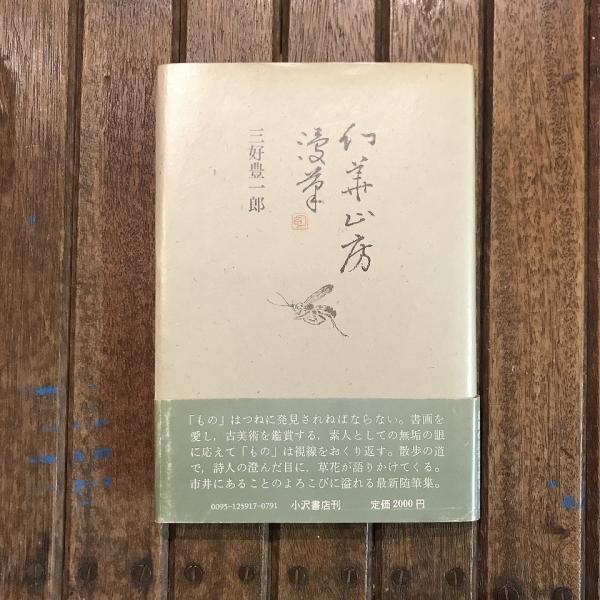 幻華山房
漫筆
三好豊一郎
「もの」はつねに発見されねばならない。書画を
愛し，古美術を鑑賞する，素人としての無垢の眼
に応えて「もの」は視線をおくり返す。散歩の道
で，詩人の澄んだ目に，草花が語りかけてくる。
市井にあることのよろこびに溢れる最新随筆集。
0095-125917-0791 小沢書店刊 定価2000円